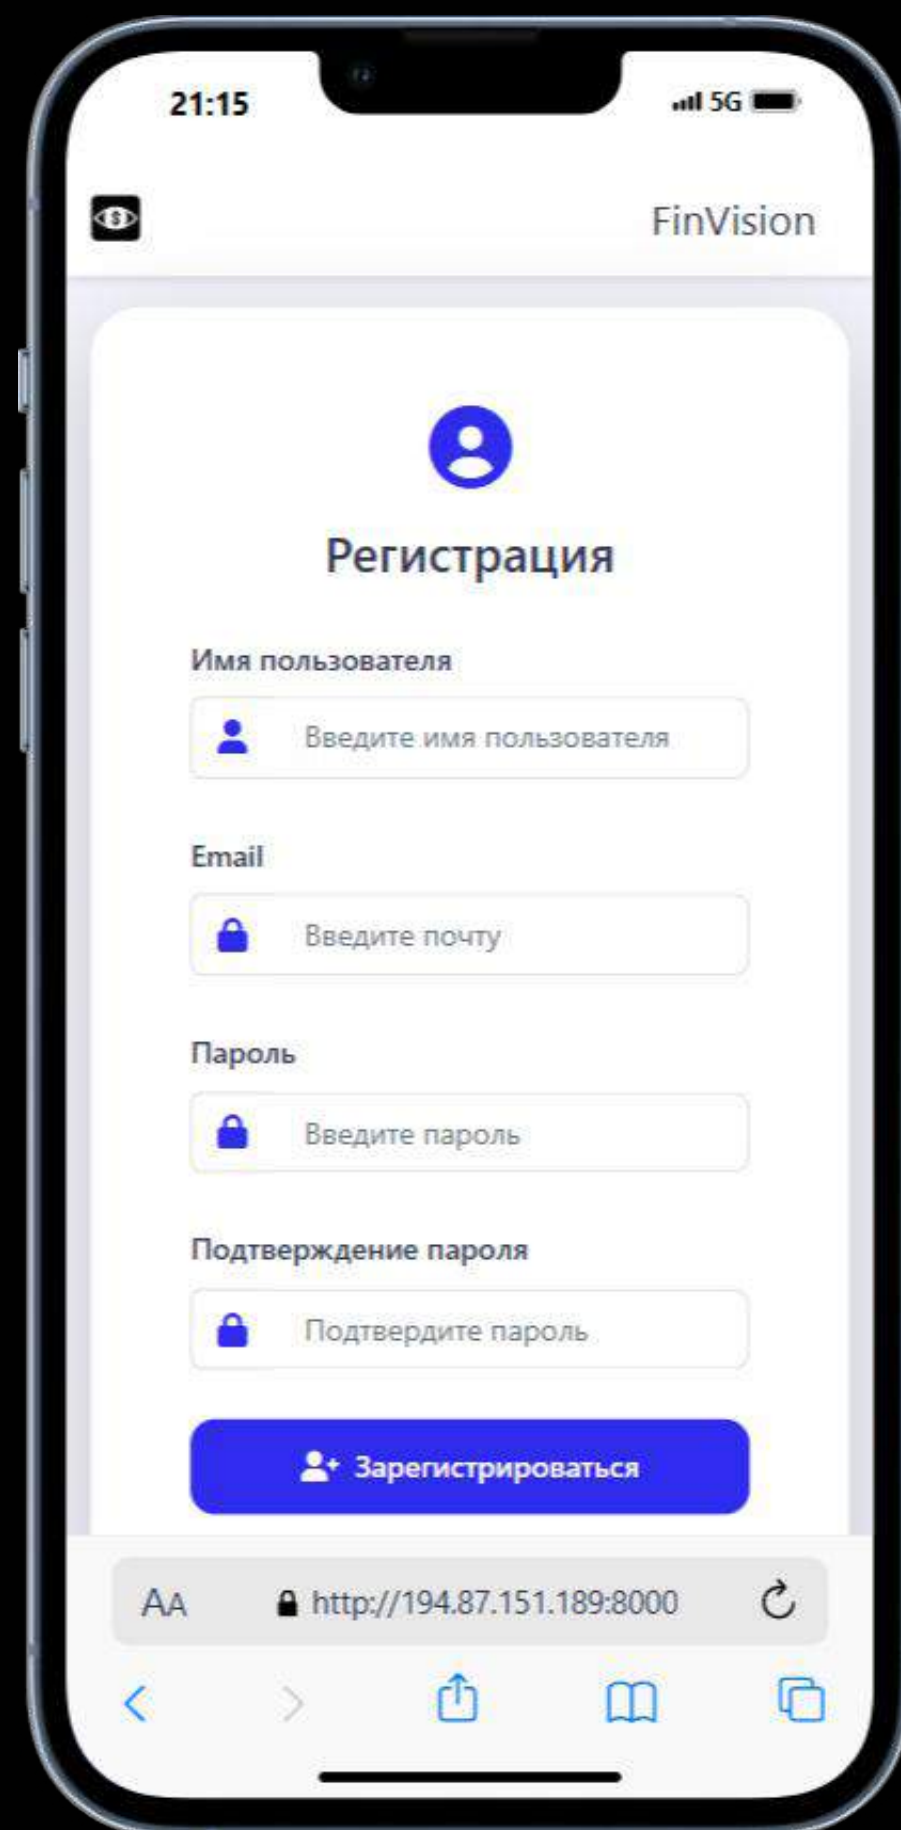 21:15
5G
FinVision
Регистрация
Имя пользователя
Введите имя пользователя
Email
Введите почту
Пароль
Введите пароль
Подтверждение пароля
Подтвердите пароль
Зарегистрироваться
AA http://194.87.151.189:8000